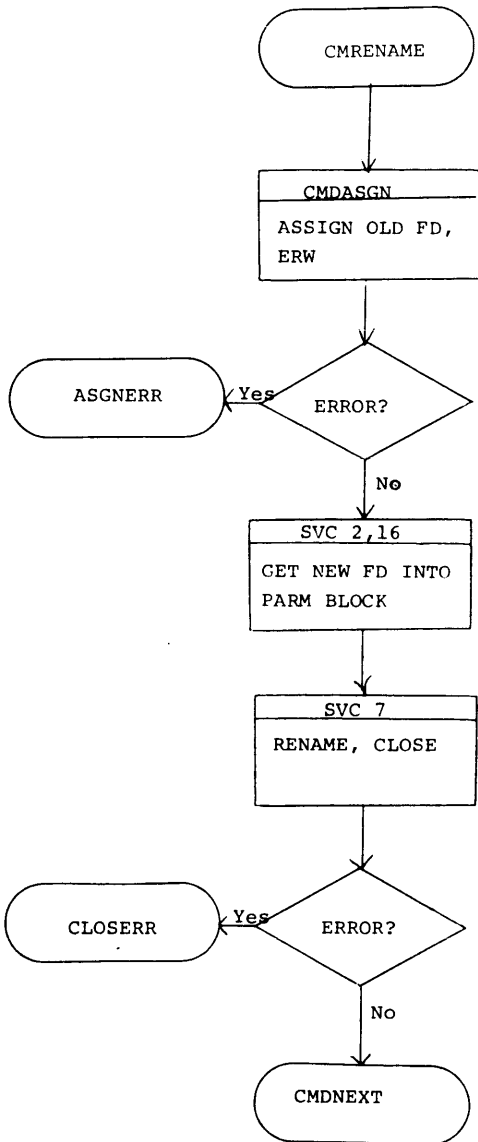 CMRENAME
CMDASGN
ASSIGN OLD FD,
ERW
ERROR?
Yes
ASGNERR
No
SVC 2,16
GET NEW FD INTO
PARM BLOCK
SVC 7
RENAME, CLOSE
ERROR?
Yes
CLOSERR
No
CMDNEXT